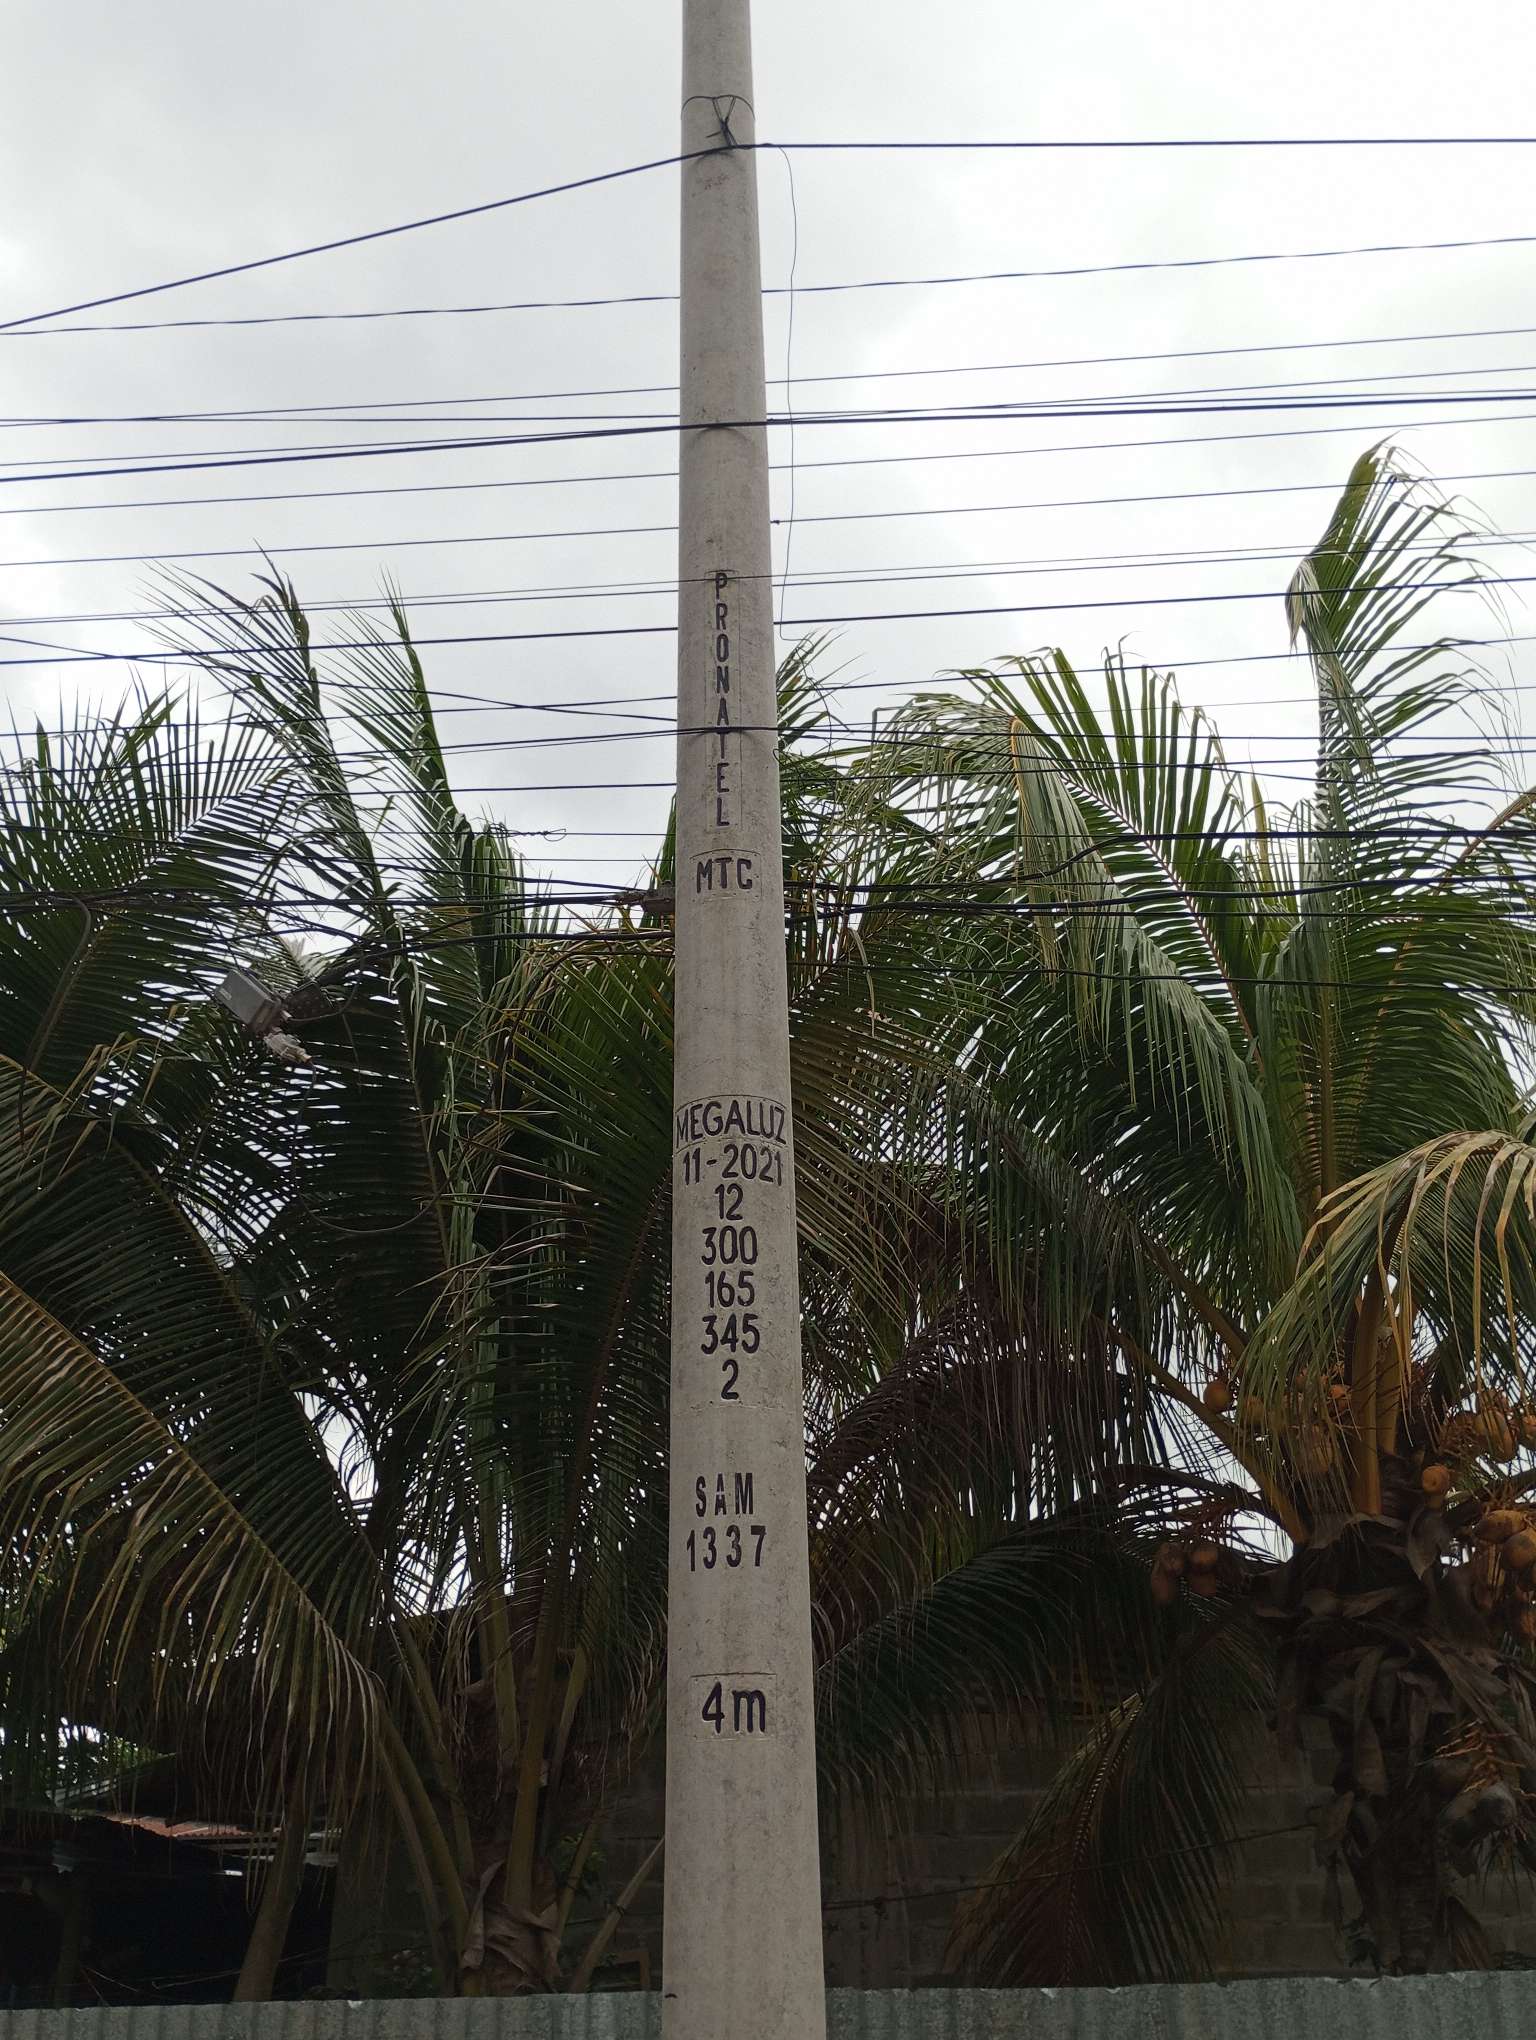 PRONATEL
MTC
MEGALUZ
11-2021
12
300
165
345
2
SAM
1337
4m